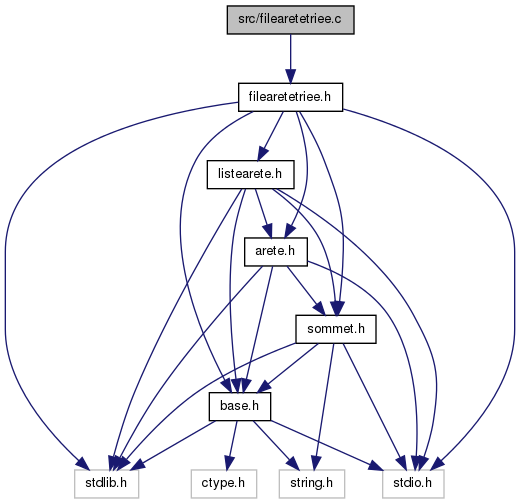 src/filearetetriee.c
filearetetriee.h
listearete.h
arete.h
sommet.h
base.h
stdlib.h
ctype.h
string.h
stdio.h